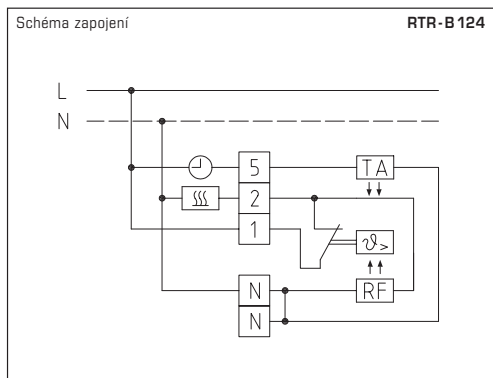 Schéma zapojení RTR-B 124
L
N
5 TA
2
1 ϑ>
N RF
N